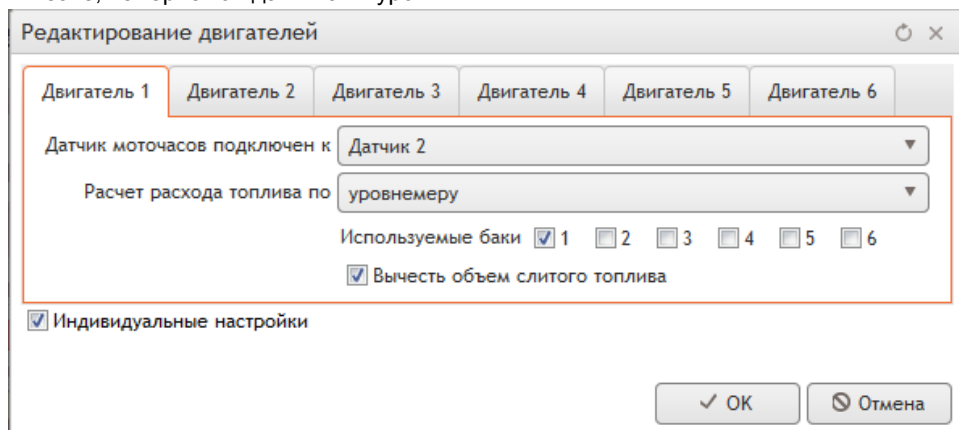 Редактирование двигателей
Двигатель 1 Двигатель 2 Двигатель 3 Двигатель 4 Двигатель 5 Двигатель 6
Датчик моточасов подключен к Датчик 2
Расчет расхода топлива по уровнемеру
Используемые баки 1 2 3 4 5 6
Вычесть объем слитого топлива
Индивидуальные настройки
ОК Отмена